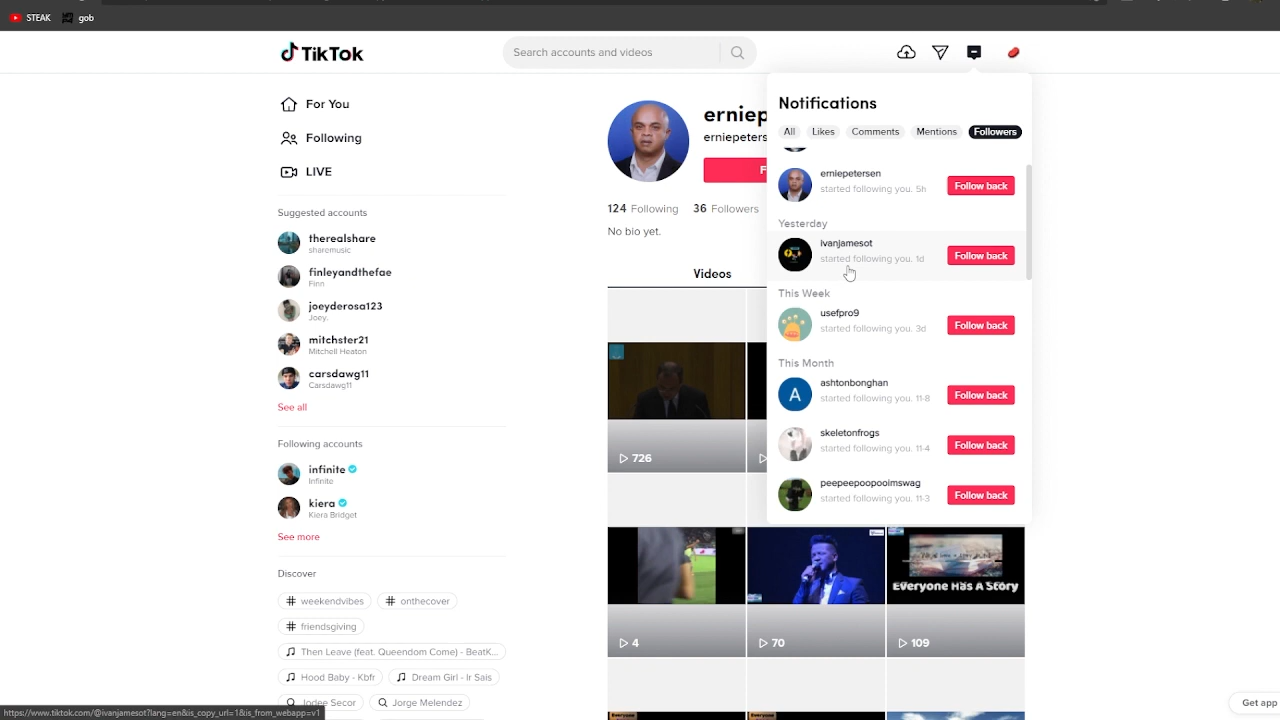 STEAK
gob
TikTok
Search accounts and videos
For You
Following
LIVE
Suggested accounts
therealshare
sharemusic
finleyandthefae
Finn
joeyderosa123
Joey.
mitchster21
Mitchell Heaton
carsdawg11
Carsdawg11
See all
Following accounts
infinite
Infinite
kiera
Kiera Bridget
See more
Discover
# weekendvibes
# onthecover
# friendsgiving
Then Leave (feat. Queendom Come) - BeatK...
Hood Baby - Kbfr
Dream Girl - Ir Sais
Jodee Secor
Jorge Melendez
https://www.tiktok.com/@ivanjamesot?lang=en&is_copy_url=1&is_from_webapp=v1
erniep
erniepeters
F
124 Following 36 Followers
No bio yet.
Videos
726
4
70
109
Everyone Has A Story
Everyone
Everyone
Notifications
All
Likes
Comments
Mentions
Followers
erniepetersen
started following you. 5h
Follow back
Yesterday
ivanjamesot
started following you. 1d
Follow back
This Week
usefpro9
started following you. 3d
Follow back
This Month
A
ashtonbonghan
started following you. 11-8
Follow back
skeletonfrogs
started following you. 11-4
Follow back
peepeepoopooimswag
started following you. 11-3
Follow back
Get app